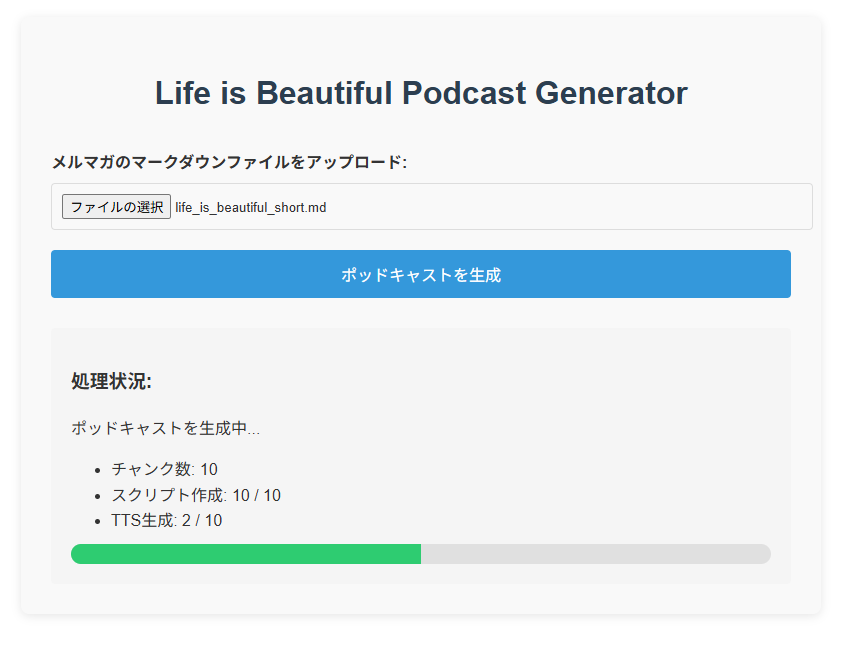 Life is Beautiful Podcast Generator
メルマガのマークダウンファイルをアップロード:
ファイルの選択 life_is_beautiful_short.md
ポッドキャストを生成
処理状況:
ポッドキャストを生成中...
• チャンク数: 10
• スクリプト作成: 10 / 10
• TTS生成: 2 / 10